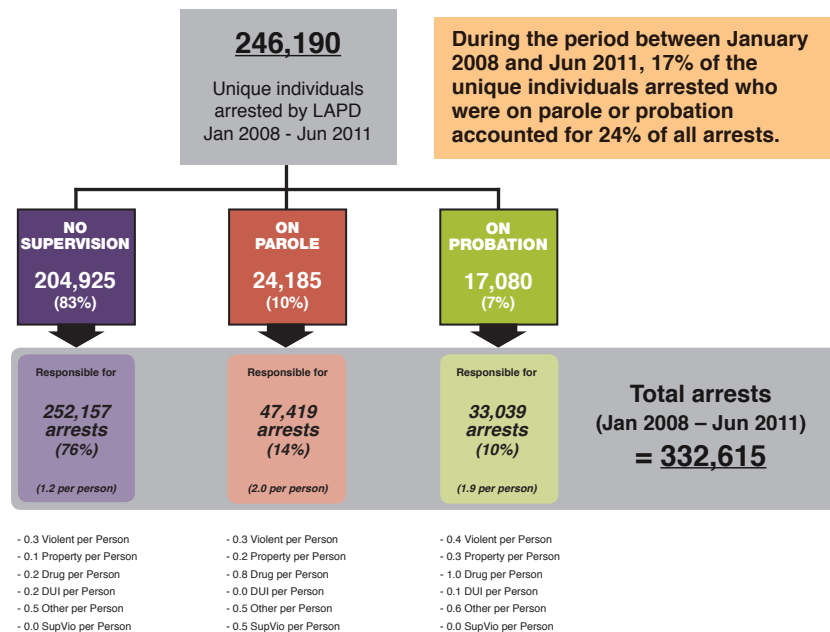 246,190
Unique individuals
arrested by LAPD
Jan 2008 - Jun 2011
During the period between January
2008 and Jun 2011, 17% of the
unique individuals arrested who
were on parole or probation
accounted for 24% of all arrests.
NO
SUPERVISION
204,925
(83%)
ON
PAROLE
24,185
(10%)
ON
PROBATION
17,080
(7%)
Responsible for
252,157
arrests
(76%)
(1.2 per person)
Responsible for
47,419
arrests
(14%)
(2.0 per person)
Responsible for
33,039
arrests
(10%)
(1.9 per person)
Total arrests
(Jan 2008 – Jun 2011)
= 332,615
- 0.3 Violent per Person
- 0.1 Property per Person
- 0.2 Drug per Person
- 0.2 DUI per Person
- 0.5 Other per Person
- 0.0 SupVio per Person
- 0.3 Violent per Person
- 0.2 Property per Person
- 0.8 Drug per Person
- 0.0 DUI per Person
- 0.5 Other per Person
- 0.5 SupVio per Person
- 0.4 Violent per Person
- 0.3 Property per Person
- 1.0 Drug per Person
- 0.1 DUI per Person
- 0.6 Other per Person
- 0.0 SupVio per Person